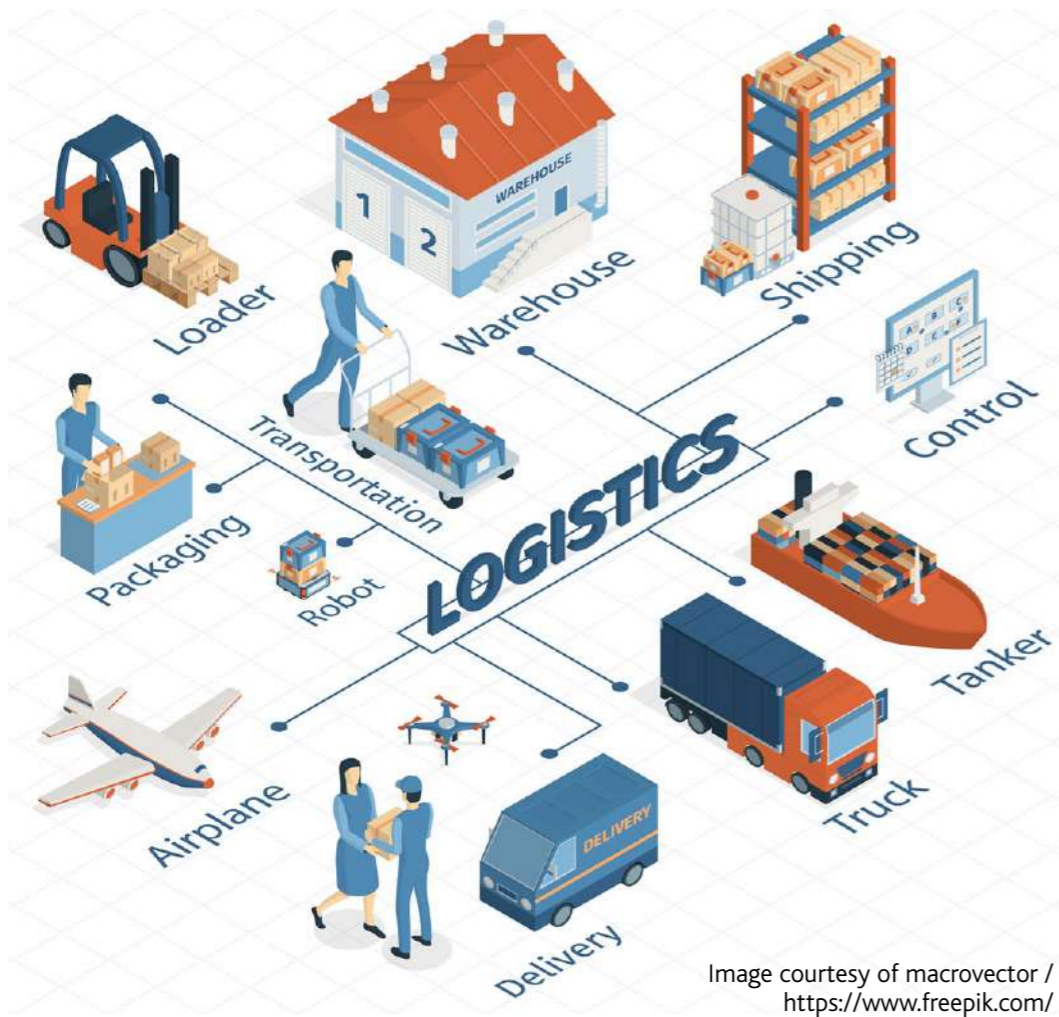 WAREHOUSE
1
2
Loader
Warehouse
Shipping
A B C
D E F
Control
Transportation
Packaging
Robot
LOGISTICS
Tanker
Airplane
Truck
DELIVERY
Delivery
Image courtesy of macrovector /
https://www.freepik.com/